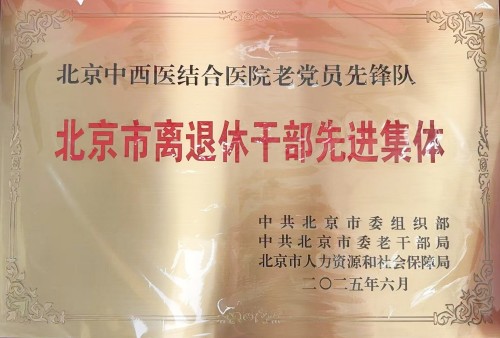 北京中西医结合医院老党员先锋队
北京市离退休干部先进集体
中共北京市委组织部
中共北京市委老干部局
北京市人力资源和社会保障局
二〇二五年六月